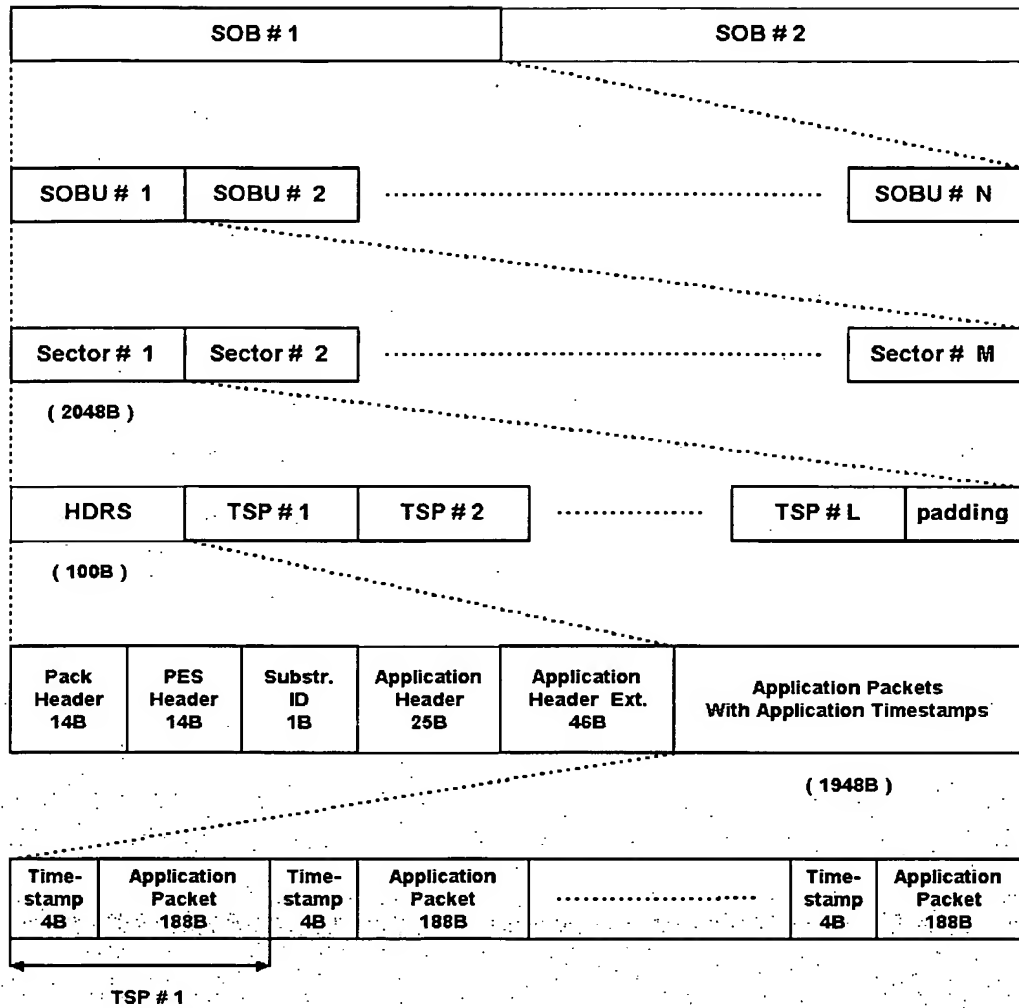 SOB # 1 SOB # 2
SOBU # 1 SOBU # 2 SOBU # N
Sector # 1 Sector # 2 Sector # M
( 2048B )
HDRS TSP # 1 TSP # 2 TSP # L padding
( 100B )
Pack
Header
14B
PES
Header
14B
Substr.
ID
1B
Application
Header
25B
Application
Header Ext.
46B
Application Packets
With Application Timestamps
( 1948B )
Time-
stamp
4B
Application
Packet
188B
Time-
stamp
4B
Application
Packet
188B
Time-
stamp
4B
Application
Packet
188B
TSP # 1